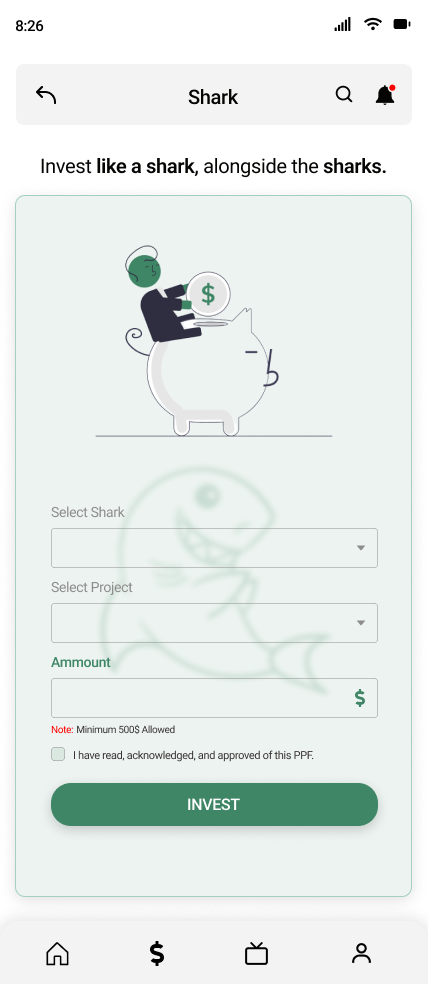 8:26
Shark
Invest like a shark, alongside the sharks.
$
Select Shark
Select Project
Ammount
$
Note: Minimum 500$ Allowed
I have read, acknowledged, and approved of this PPF.
INVEST
$